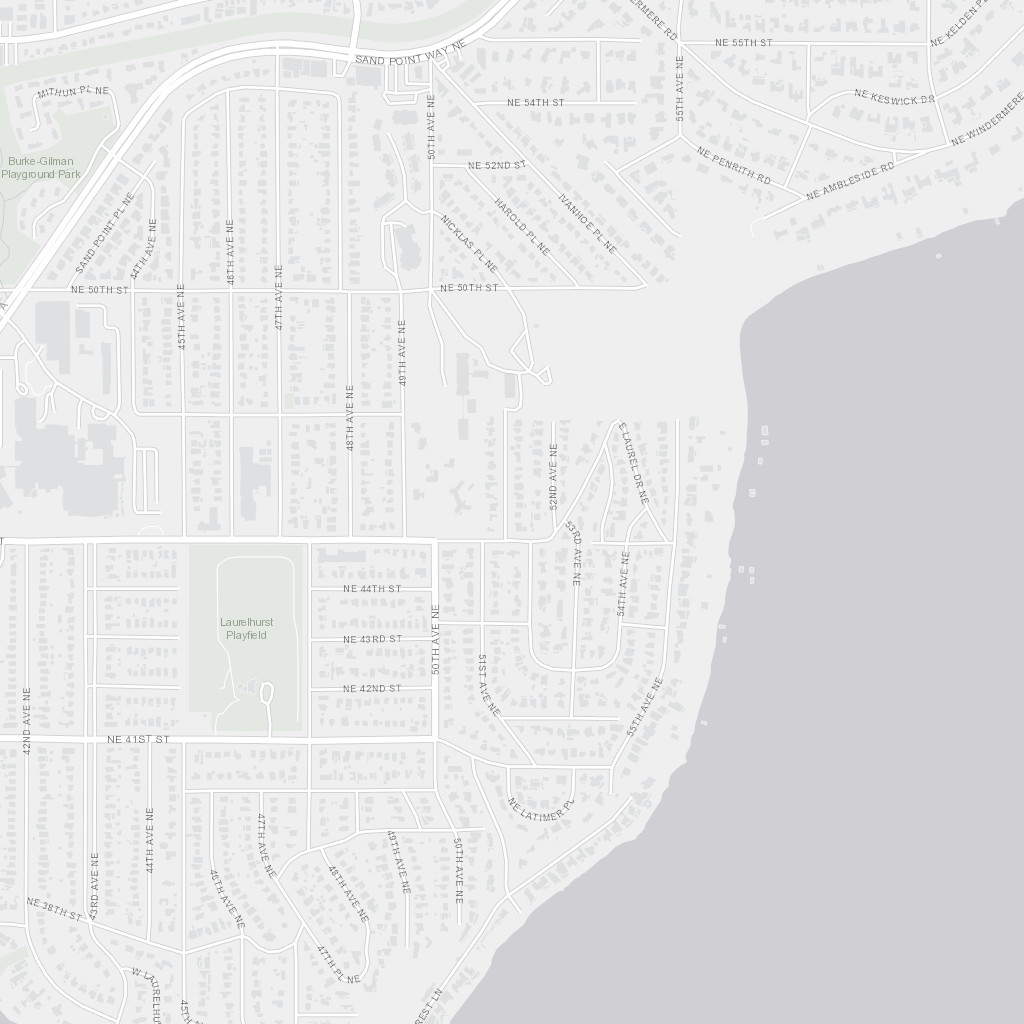 NE 55TH ST
NE KELDEN PL
SAND POINT WAY NE
MITHUN PL NE
NE 54TH ST
55TH AVE NE
NE KESWICK DR
NE WINDERMERE
50TH AVE NE
Burke-Gilman
Playground Park
NE 52ND ST
NE PENRITH RD
NE AMBLESIDE RD
SAND POINT PL NE
44TH AVE NE
46TH AVE NE
NICKLAS PL NE
HAROLD PL NE
IVANHOE PL NE
NE 50TH ST
45TH AVE NE
47TH AVE NE
NE 50TH ST
49TH AVE NE
48TH AVE NE
52ND AVE NE
E LAUREL DR NE
53RD AVE NE
54TH AVE NE
NE 44TH ST
Laurelhurst
Playfield
NE 43RD ST
50TH AVE NE
NE 42ND ST
51ST AVE NE
55TH AVE NE
42ND AVE NE
NE 41ST ST
NE LATIMER PL
44TH AVE NE
47TH AVE NE
49TH AVE NE
50TH AVE NE
43RD AVE NE
46TH AVE NE
48TH AVE NE
NE 38TH ST
47TH PL NE
W LAURELHU
45TH
REST LN